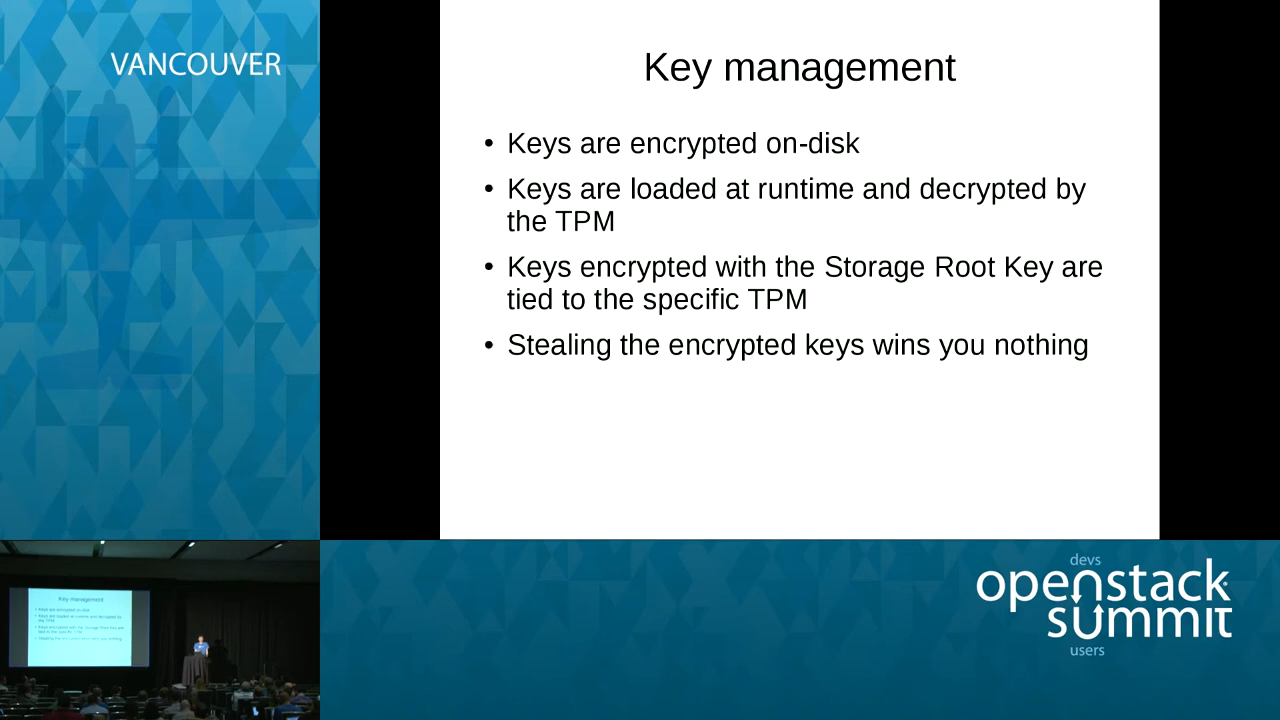 VANCOUVER
Key management
• Keys are encrypted on-disk
• Keys are loaded at runtime and decrypted by
the TPM
• Keys encrypted with the Storage Root Key are
tied to the specific TPM
• Stealing the encrypted keys wins you nothing
Key management
devs
openstack
summit
users